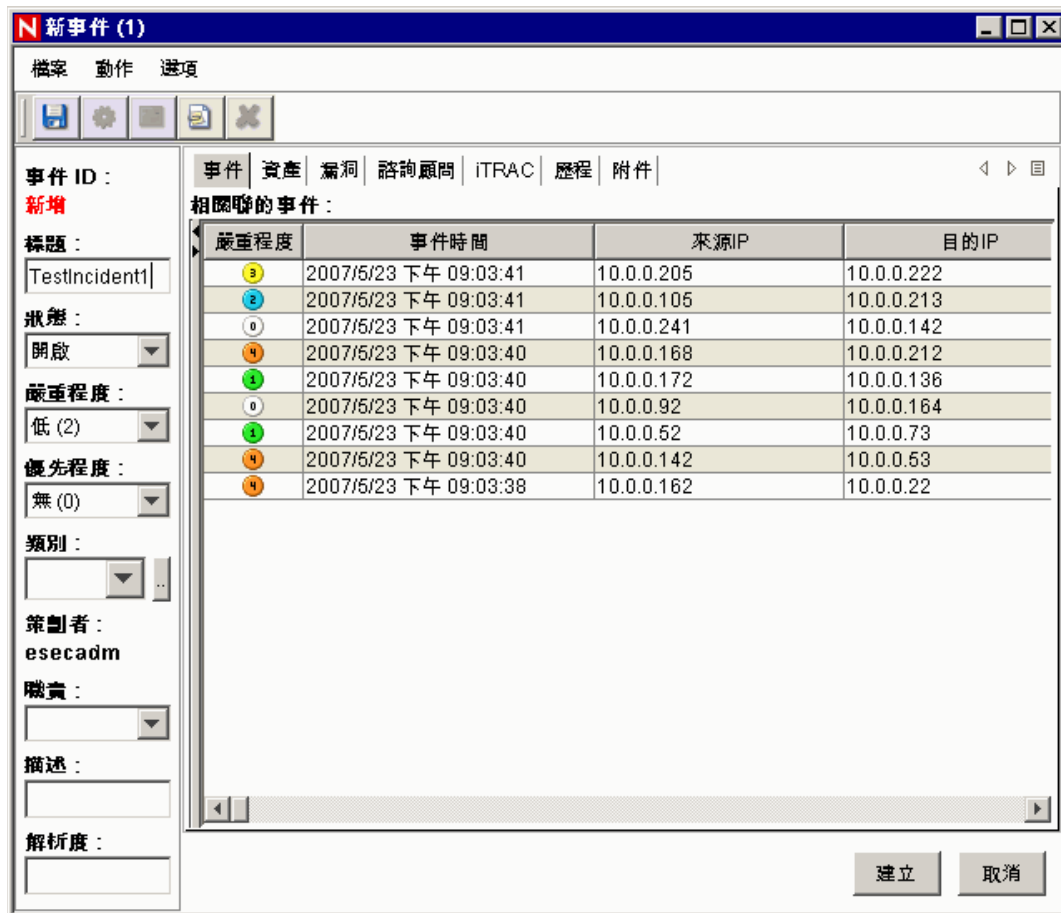 N 新事件 (1)
檔案 動作 選項
事件 ID：
新增
標題：
TestIncident1
狀態：
開啟
嚴重程度：
低 (2)
優先程度：
無 (0)
類別：
..
策劃者：
esecadm
職責：
描述：
解析度：
事件 資產 漏洞 諮詢顧問 iTRAC 歷程 附件
相關聯的事件：
嚴重程度 事件時間 來源IP 目的IP
3 2007/5/23 下午 09:03:41 10.0.0.205 10.0.0.222
2 2007/5/23 下午 09:03:41 10.0.0.105 10.0.0.213
0 2007/5/23 下午 09:03:41 10.0.0.241 10.0.0.142
4 2007/5/23 下午 09:03:40 10.0.0.168 10.0.0.212
1 2007/5/23 下午 09:03:40 10.0.0.172 10.0.0.136
0 2007/5/23 下午 09:03:40 10.0.0.92 10.0.0.164
1 2007/5/23 下午 09:03:40 10.0.0.52 10.0.0.73
4 2007/5/23 下午 09:03:40 10.0.0.142 10.0.0.53
4 2007/5/23 下午 09:03:38 10.0.0.162 10.0.0.22
建立 取消